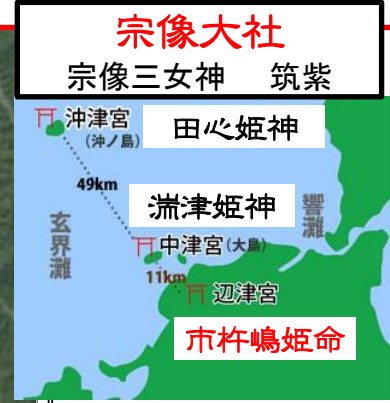 宗像大社
宗像三女神 筑紫
沖津宮
(沖ノ島)
田心姫神
49km
湍津姫神
響灘
玄界灘
中津宮(大島)
11km
辺津宮
市杵嶋姫命